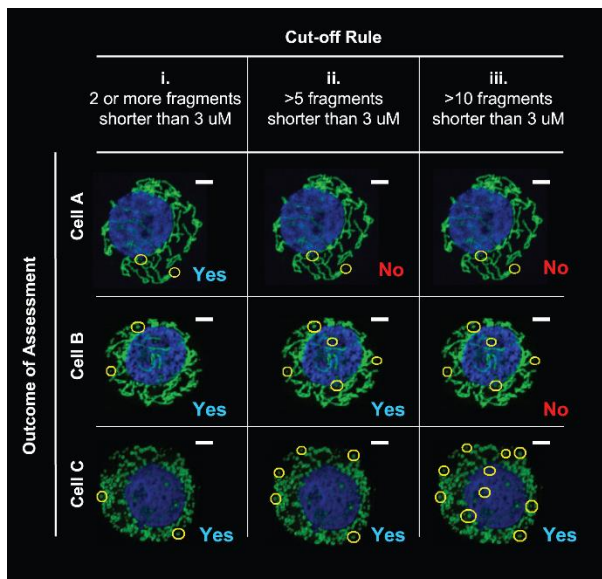 Cut-off Rule
i.
2 or more fragments
shorter than 3 uM
ii.
>5 fragments
shorter than 3 uM
iii.
>10 fragments
shorter than 3 uM
Outcome of Assessment
Cell A
Yes
No
No
Cell B
Yes
Yes
No
Cell C
Yes
Yes
Yes